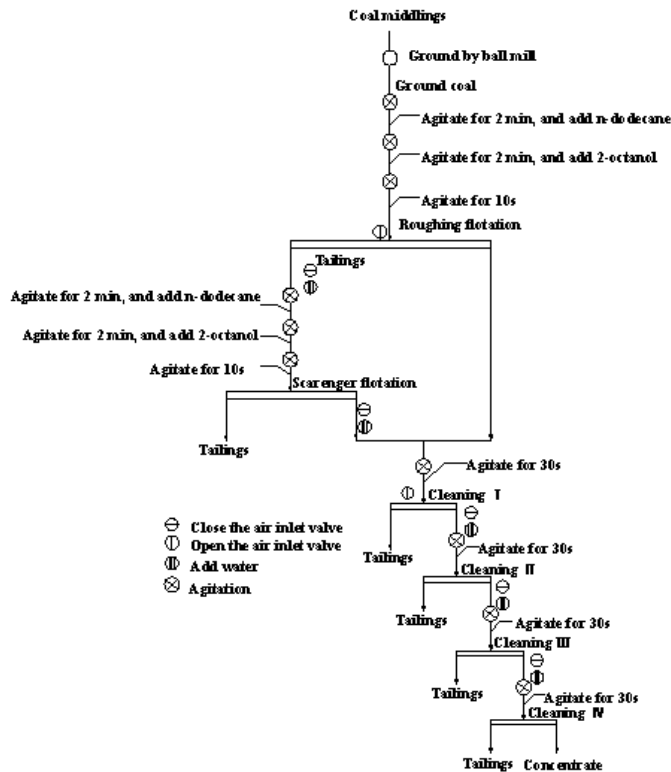 Coal middlings
Ground by ball mill
Ground coal
Agitate for 2 min, and add n-dodecane
Agitate for 2 min, and add 2-octanol
Agitate for 10s
Roughing flotation
Tailings
Agitate for 2 min, and add n-dodecane
Agitate for 2 min, and add 2-octanol
Agitate for 10s
Scarenger flotation
Tailings
Agitate for 30s
Cleaning I
Close the air inlet valve
Open the air inlet valve
Add water
Agitation
Tailings
Agitate for 30s
Cleaning II
Tailings
Agitate for 30s
Cleaning III
Tailings
Agitate for 30s
Cleaning IV
Tailings
Concentrate